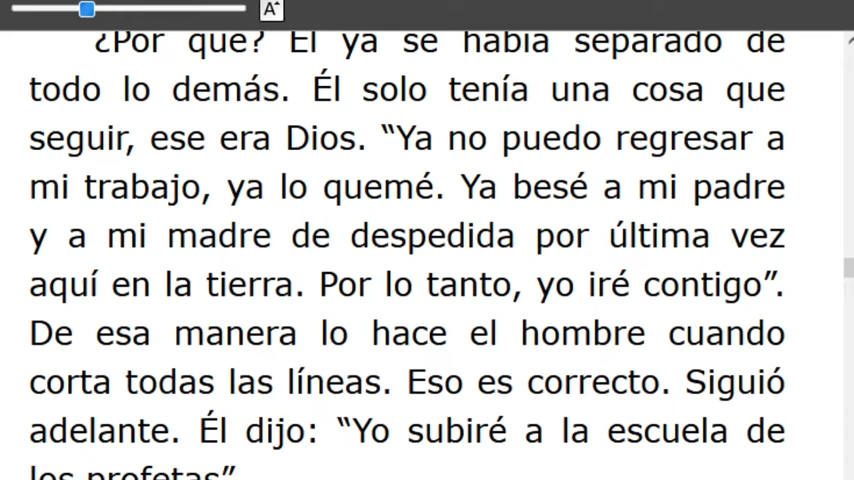 A
¿Por qué? Él ya se había separado de
todo lo demás. Él solo tenía una cosa que
seguir, ese era Dios. “Ya no puedo regresar a
mi trabajo, ya lo quemé. Ya besé a mi padre
y a mi madre de despedida por última vez
aquí en la tierra. Por lo tanto, yo iré contigo”.
De esa manera lo hace el hombre cuando
corta todas las líneas. Eso es correcto. Siguió
adelante. Él dijo: “Yo subiré a la escuela de
los profetas”